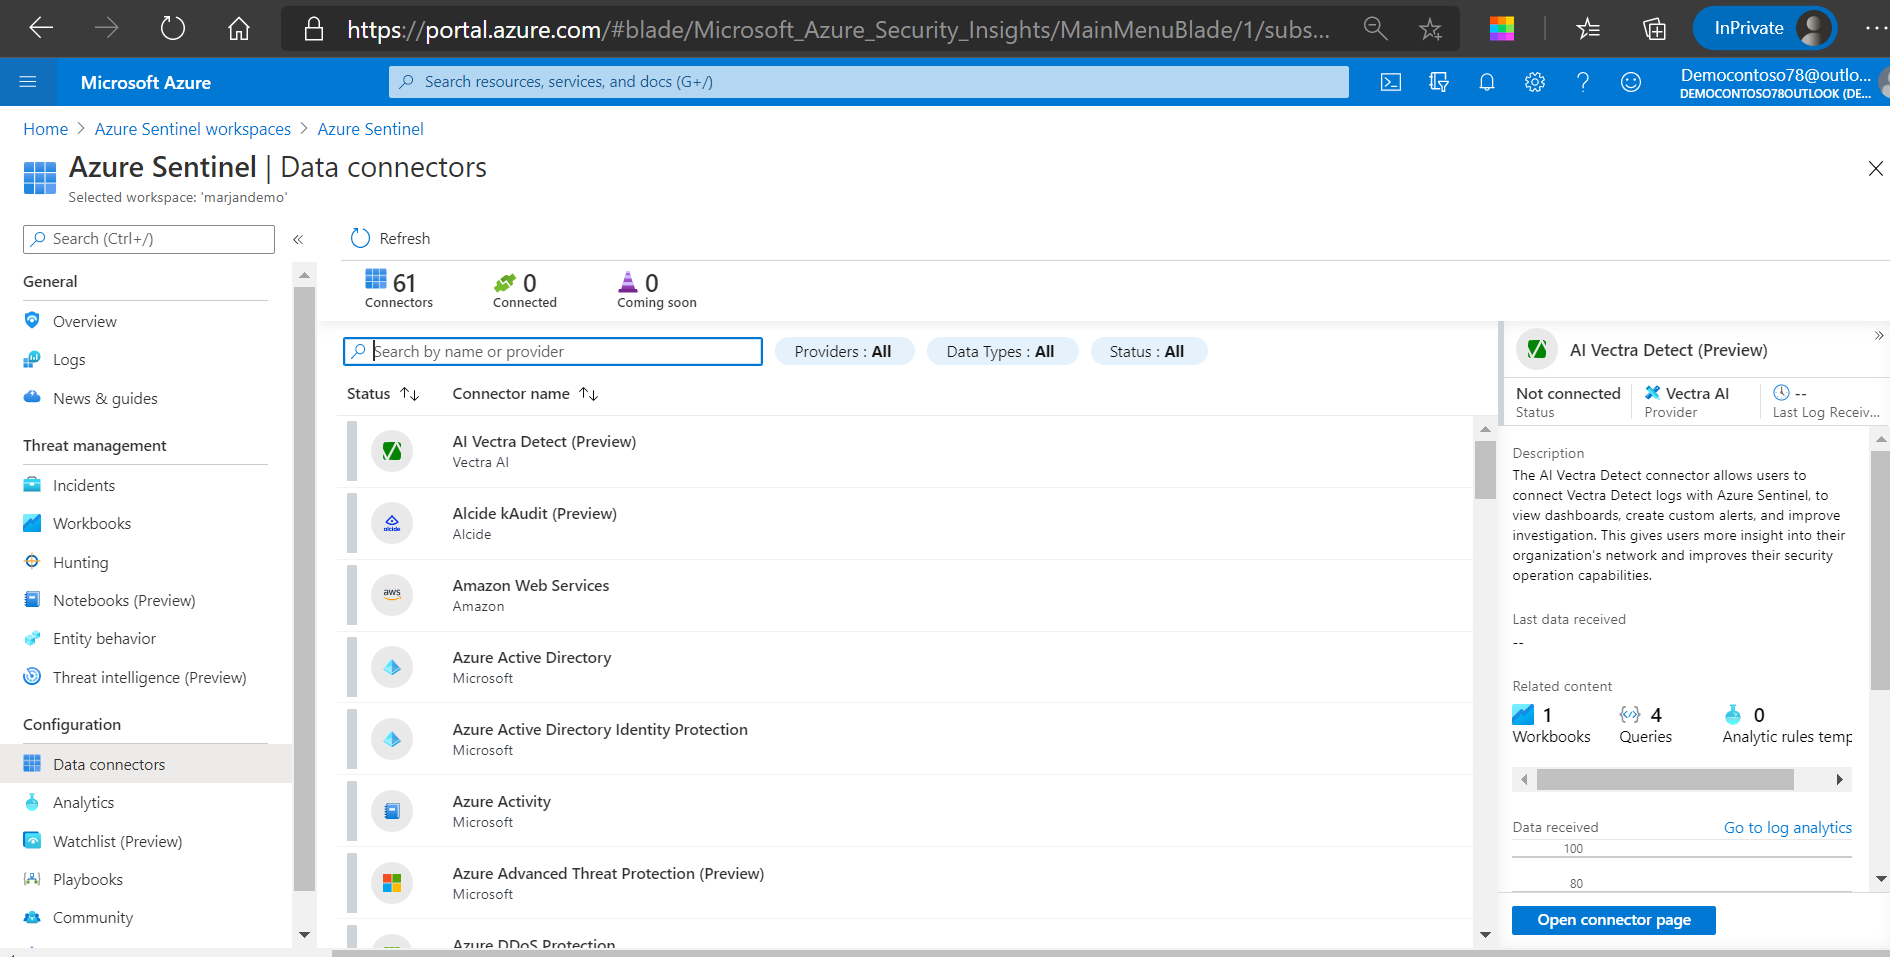 https://portal.azure.com/#blade/Microsoft_Azure_Security_Insights/MainMenuBlade/1/subs...
InPrivate
Microsoft Azure
Search resources, services, and docs (G+/)
Democontoso78@outlo...
DEMOCONTOSO78OUTLOOK (DE...
Home > Azure Sentinel workspaces > Azure Sentinel
Azure Sentinel | Data connectors
Selected workspace: 'marjandemo'
Search (Ctrl+/)
«
Refresh
General
Overview
Logs
News & guides
Threat management
Incidents
Workbooks
Hunting
Notebooks (Preview)
Entity behavior
Threat intelligence (Preview)
Configuration
Data connectors
Analytics
Watchlist (Preview)
Playbooks
Community
61
Connectors
0
Connected
0
Coming soon
Search by name or provider
Providers : All
Data Types : All
Status : All
Status ↑↓ Connector name ↑↓
AI Vectra Detect (Preview)
Vectra AI
alcide
Alcide kAudit (Preview)
Alcide
aws
Amazon Web Services
Amazon
Azure Active Directory
Microsoft
Azure Active Directory Identity Protection
Microsoft
Azure Activity
Microsoft
Azure Advanced Threat Protection (Preview)
Microsoft
Azure DDoS Protection
AI Vectra Detect (Preview)
»
Not connected
Status
Vectra AI
Provider
--
Last Log Receiv...
Description
The AI Vectra Detect connector allows users to
connect Vectra Detect logs with Azure Sentinel, to
view dashboards, create custom alerts, and improve
investigation. This gives users more insight into their
organization's network and improves their security
operation capabilities.
Last data received
--
Related content
1
Workbooks
4
Queries
0
Analytic rules temp
Data received
Go to log analytics
100
80
Open connector page